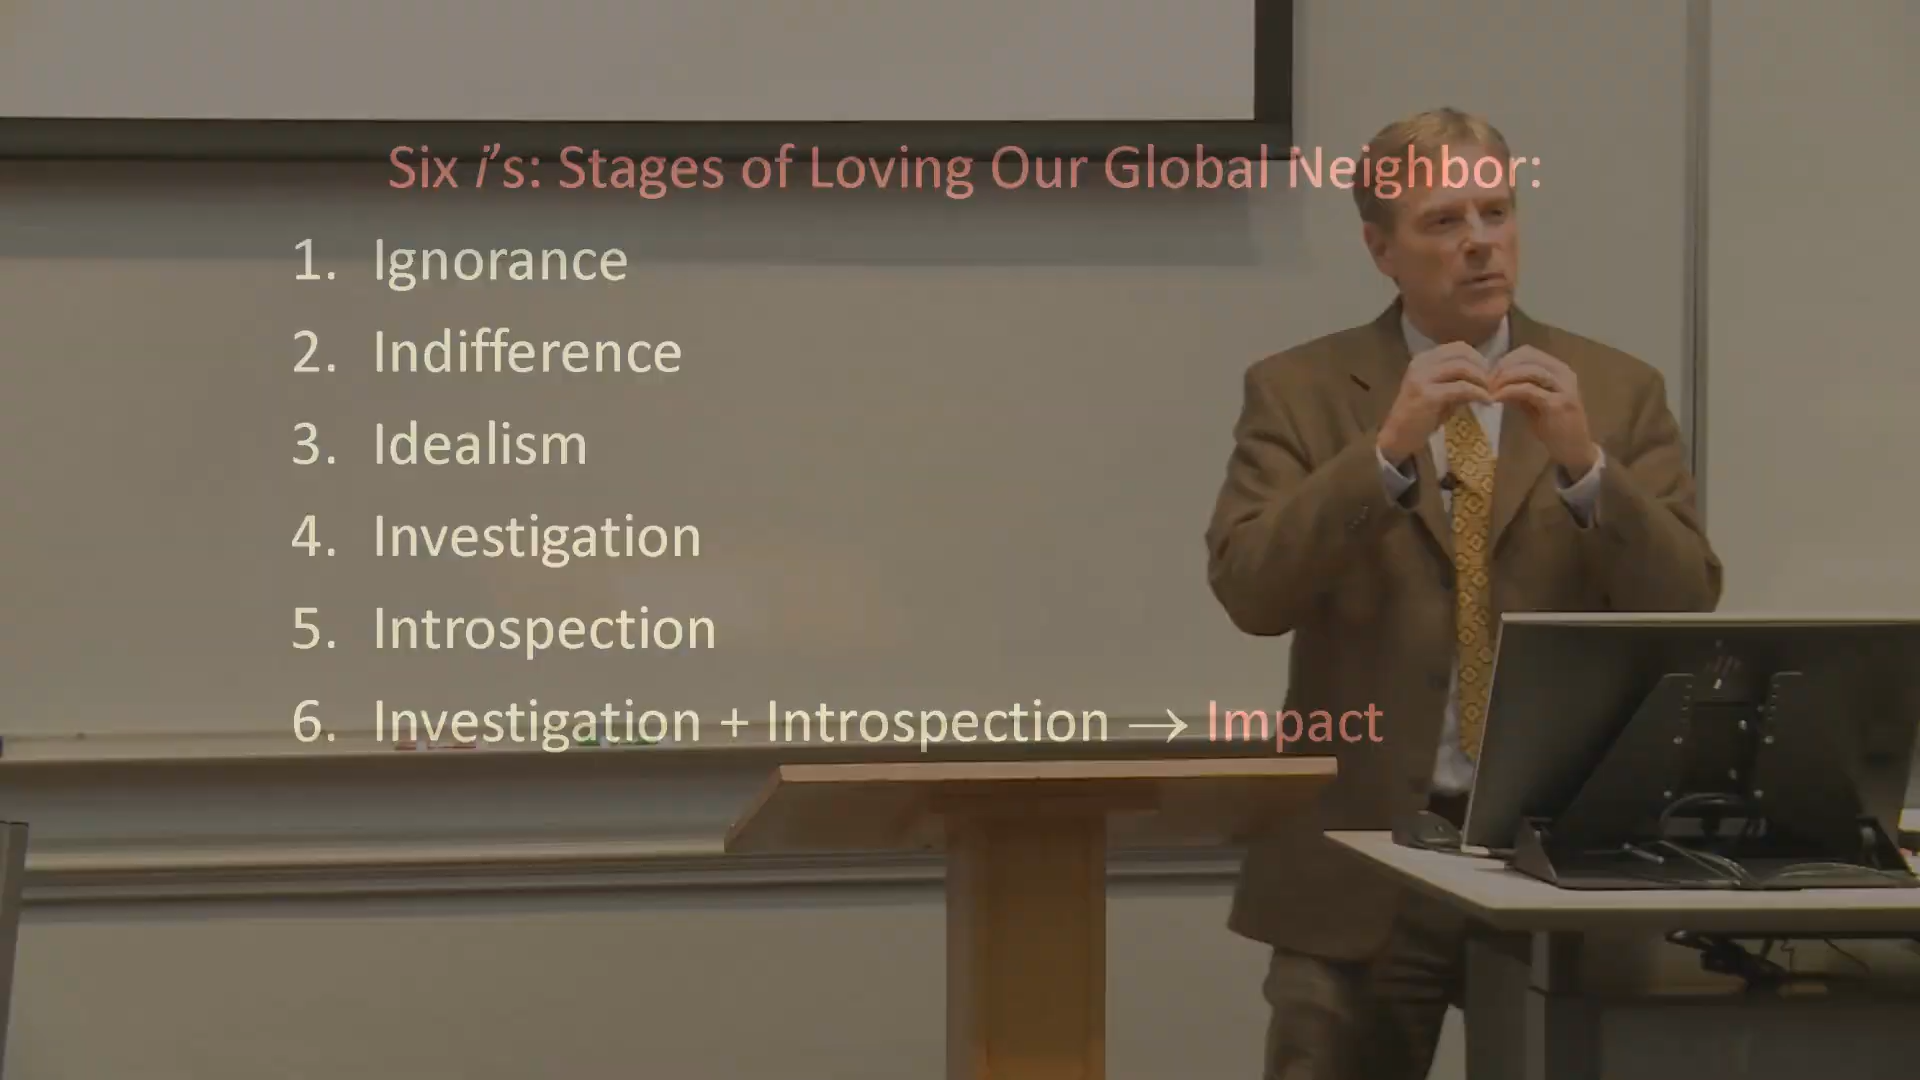 Six i's: Stages of Loving Our Global Neighbor:
1. Ignorance
2. Indifference
3. Idealism
4. Investigation
5. Introspection
6. Investigation + Introspection → Impact